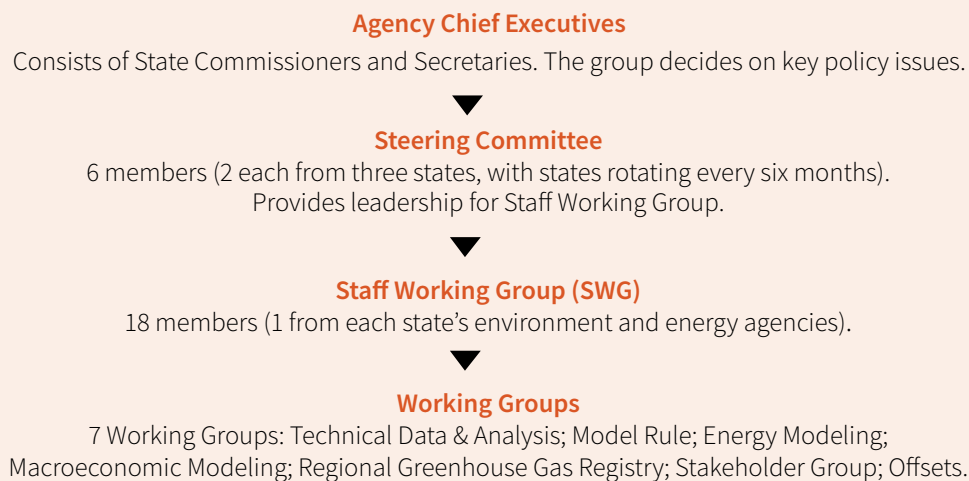 Agency Chief Executives
Consists of State Commissioners and Secretaries. The group decides on key policy issues.
Steering Committee
6 members (2 each from three states, with states rotating every six months).
Provides leadership for Staff Working Group.
Staff Working Group (SWG)
18 members (1 from each state’s environment and energy agencies).
Working Groups
7 Working Groups: Technical Data & Analysis; Model Rule; Energy Modeling;
Macroeconomic Modeling; Regional Greenhouse Gas Registry; Stakeholder Group; Offsets.